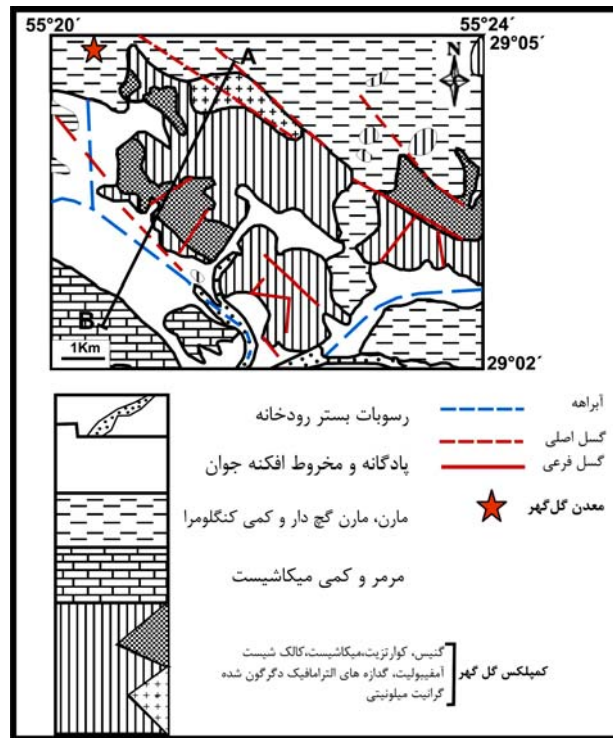 55°20´
55°24´
29°05´
A
N
B
1Km
29°02´
رسوبات بستر رودخانه
پادگانه و مخروط افکنه جوان
مارن، مارن گچ دار و کمی کنگلومرا
مرمر و کمی میکاشیست
گنیس، کوارتزیت،میکاشیست،کالک شیست
آمفیبولیت، گدازه های الترامافیک دگرگون شده
گرانیت میلونیتی
کمپلکس گل گهر
آبراهه
گسل اصلی
گسل فرعی
معدن گل‌گهر